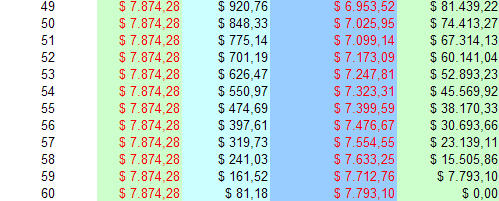 49 $ 7.874,28 $ 920,76 $ 6.953,52 $ 81.439,22
50 $ 7.874,28 $ 848,33 $ 7.025,95 $ 74.413,27
51 $ 7.874,28 $ 775,14 $ 7.099,14 $ 67.314,13
52 $ 7.874,28 $ 701,19 $ 7.173,09 $ 60.141,04
53 $ 7.874,28 $ 626,47 $ 7.247,81 $ 52.893,23
54 $ 7.874,28 $ 550,97 $ 7.323,31 $ 45.569,92
55 $ 7.874,28 $ 474,69 $ 7.399,59 $ 38.170,33
56 $ 7.874,28 $ 397,61 $ 7.476,67 $ 30.693,66
57 $ 7.874,28 $ 319,73 $ 7.554,55 $ 23.139,11
58 $ 7.874,28 $ 241,03 $ 7.633,25 $ 15.505,86
59 $ 7.874,28 $ 161,52 $ 7.712,76 $ 7.793,10
60 $ 7.874,28 $ 81,18 $ 7.793,10 $ 0,00